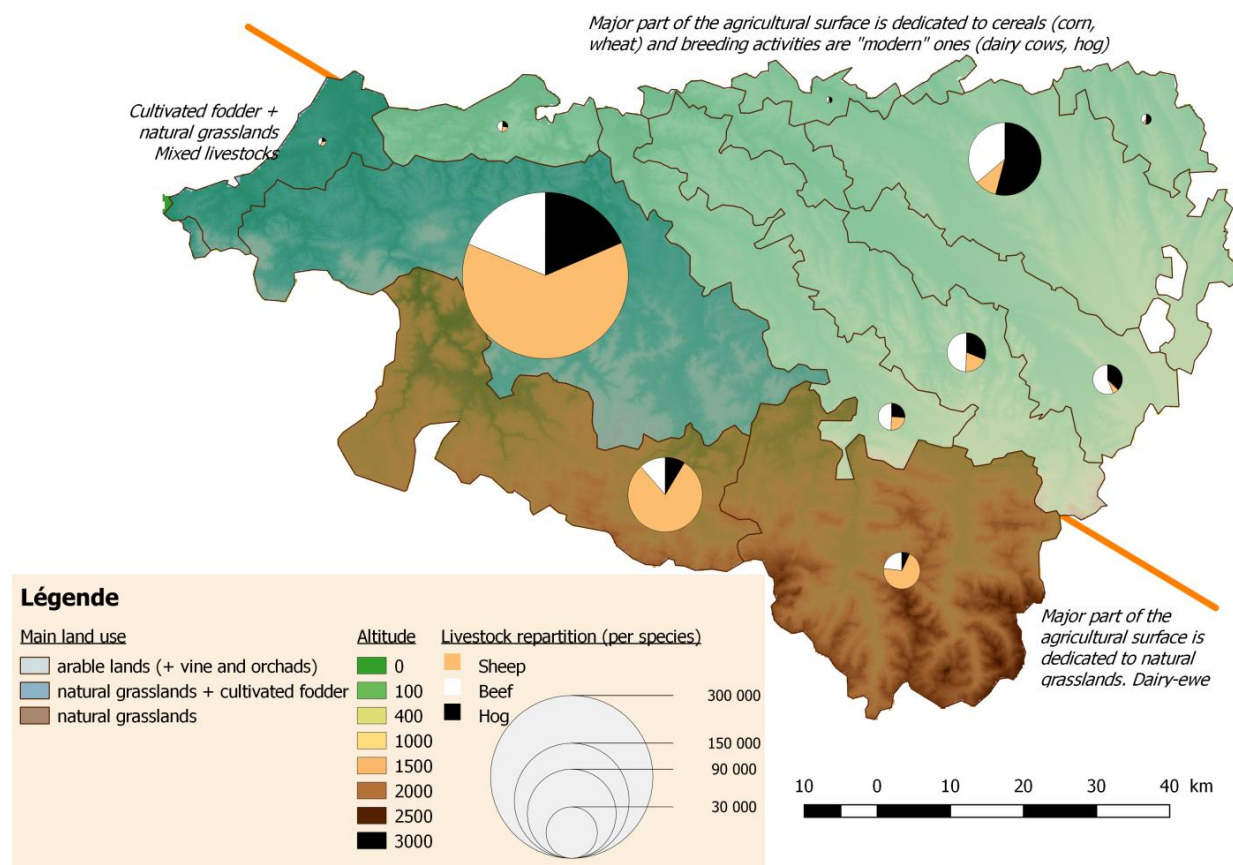 Major part of the agricultural surface is dedicated to cereals (corn,
wheat) and breeding activities are "modern" ones (dairy cows, hog)
Cultivated fodder +
natural grasslands
Mixed livestocks
Major part of the
agricultural surface is
dedicated to natural
grasslands. Dairy-ewe
Légende
Main land use
arable lands (+ vine and orchads)
natural grasslands + cultivated fodder
natural grasslands
Altitude
0
100
400
1000
1500
2000
2500
3000
Livestock repartition (per species)
Sheep
Beef
Hog
300 000
150 000
90 000
30 000
10 0 10 20 30 40 km